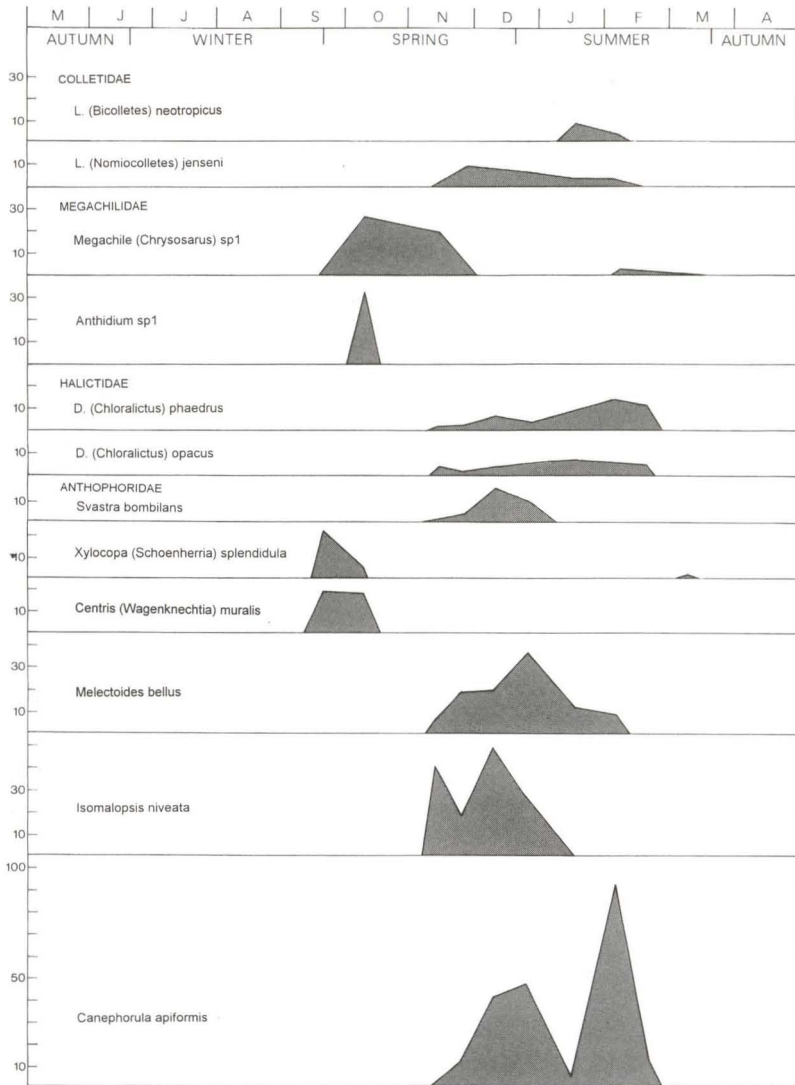 M J J A S O N D J F M A
AUTUMN WINTER SPRING SUMMER AUTUMN
30
COLLETIDAE
L. (Bicolletes) neotropicus
10
10
L. (Nomiocolletes) jenseni
30
MEGACHILIDAE
Megachile (Chrysosarus) sp1
10
30
Anthidium sp1
10
HALICTIDAE
10
D. (Chloralictus) phaedrus
10
D. (Chloralictus) opacus
ANTHOPHORIDAE
10
Svastra bombilans
10
Xylocopa (Schoenherria) splendidula
10
Centris (Wagenknechtia) muralis
30
Melectoides bellus
10
30
Isomalopsis niveata
10
100
50
Canephorula apiformis
10